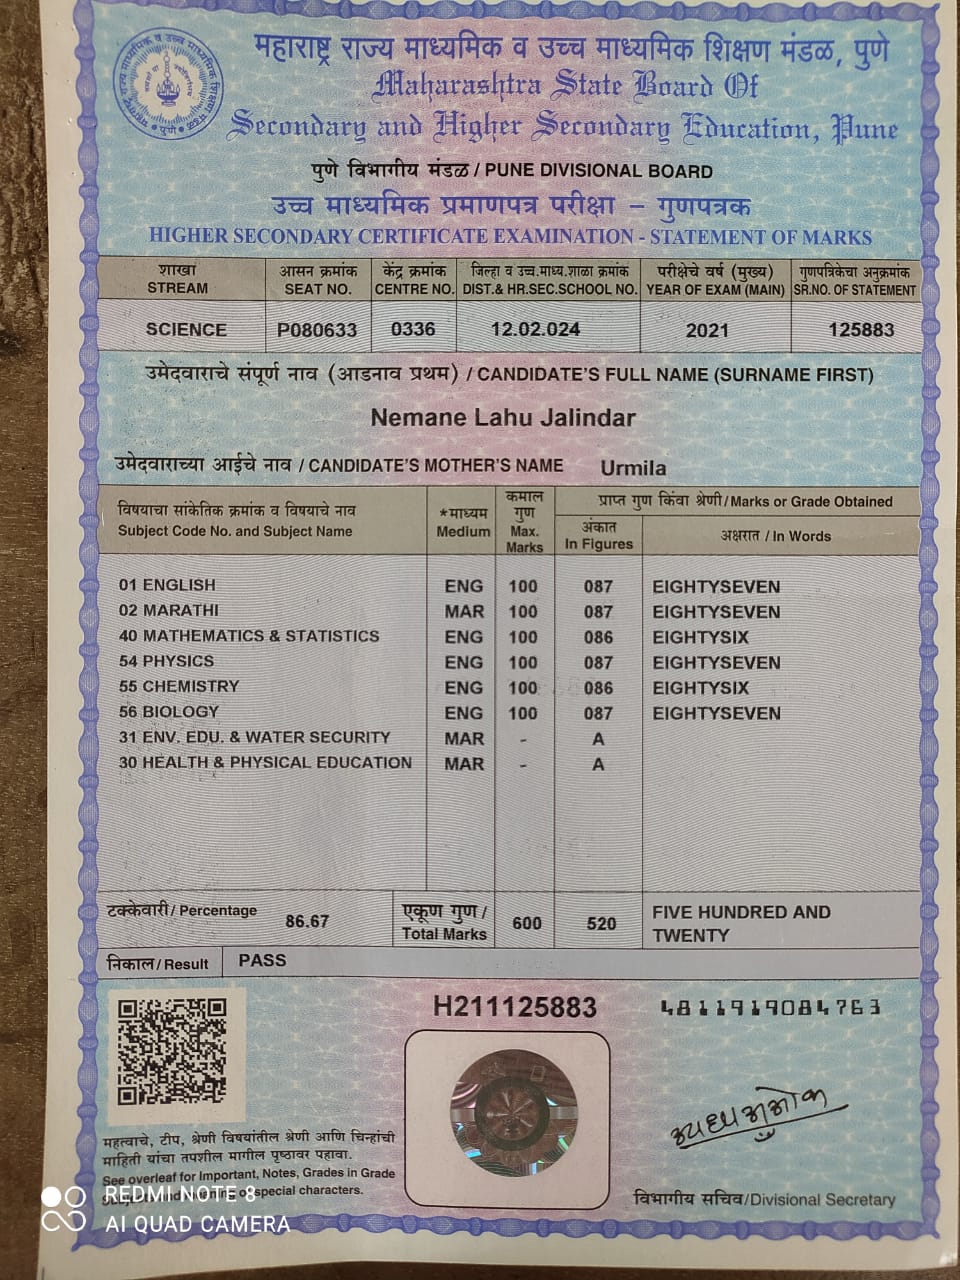 महाराष्ट्र राज्य माध्यमिक व उच्च माध्यमिक शिक्षण मंडळ, पुणे
Maharashtra State Board Of
Secondary and Higher Secondary Education, Pune
पुणे विभागीय मंडळ / PUNE DIVISIONAL BOARD
उच्च माध्यमिक प्रमाणपत्र परीक्षा – गुणपत्रक
HIGHER SECONDARY CERTIFICATE EXAMINATION - STATEMENT OF MARKS
शाखा आसन क्रमांक केंद्र क्रमांक जिल्हा व उच्च.माध्य.शाळा क्रमांक परीक्षेचे वर्ष (मुख्य) गुणपत्रिकेचा अनुक्रमांक
STREAM SEAT NO. CENTRE NO. DIST.& HR.SEC.SCHOOL NO. YEAR OF EXAM (MAIN) SR.NO. OF STATEMENT
SCIENCE P080633 0336 12.02.024 2021 125883
उमेदवाराचे संपूर्ण नाव (आडनाव प्रथम) / CANDIDATE'S FULL NAME (SURNAME FIRST)
Nemane Lahu Jalindar
उमेदवाराच्या आईचे नाव / CANDIDATE'S MOTHER'S NAME Urmila
विषयाचा सांकेतिक क्रमांक व विषयाचे नाव
Subject Code No. and Subject Name
*माध्यम
Medium
कमाल
गुण
Max.
Marks
प्राप्त गुण किंवा श्रेणी/Marks or Grade Obtained
अंकात
In Figures
अक्षरात / In Words
01 ENGLISH ENG 100 087 EIGHTYSEVEN
02 MARATHI MAR 100 087 EIGHTYSEVEN
40 MATHEMATICS & STATISTICS ENG 100 086 EIGHTYSIX
54 PHYSICS ENG 100 087 EIGHTYSEVEN
55 CHEMISTRY ENG 100 086 EIGHTYSIX
56 BIOLOGY ENG 100 087 EIGHTYSEVEN
31 ENV. EDU. & WATER SECURITY MAR - A
30 HEALTH & PHYSICAL EDUCATION MAR - A
टक्केवारी/ Percentage 86.67
एकूण गुण /
Total Marks
600 520
FIVE HUNDRED AND
TWENTY
निकाल/ Result PASS
H211125883
4811919084763
महत्वाचे, टीप, श्रेणी विषयांतील श्रेणी आणि चिन्हांची
माहिती यांचा तपशील मागील पृष्ठावर पहावा.
See overleaf for Important, Notes, Grades in Grade
of special characters.
विभागीय सचिव/Divisional Secretary
REDMI NOTE 8
AI QUAD CAMERA